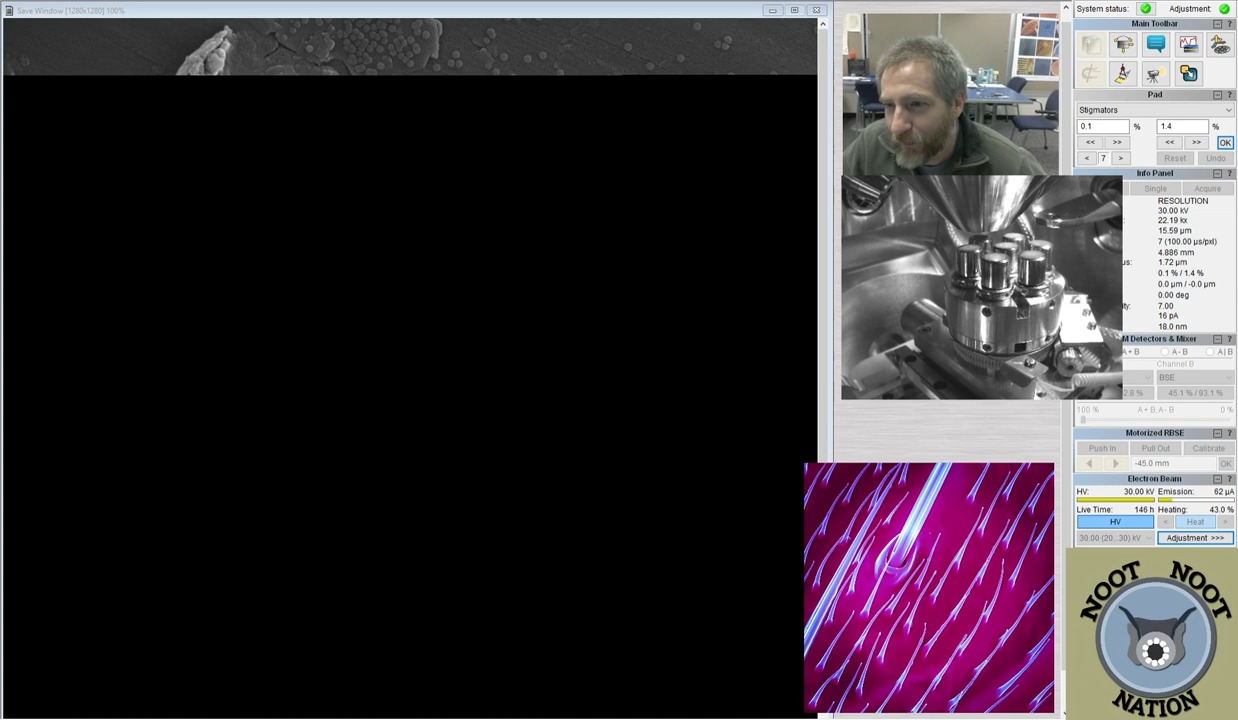 Save Window [1280x1280] 100%
System status: Adjustment:
Main Toolbar ?
Pad ?
Stigmators
0.1 % 1.4 %
<< >> << >> OK
< 7 > Reset Undo
Info Panel ?
Single Acquire
RESOLUTION
30.00 kV
22.19 kx
15.59 µm
7 (100.00 µs/pxl)
4.886 mm
us: 1.72 µm
0.1 % / 1.4 %
0.0 µm / -0.0 µm
0.00 deg
ity: 7.00
16 pA
18.0 nm
M Detectors & Mixer ?
A + B A - B A | B
Channel B
BSE
2.8 % 45.1 % / 93.1 %
100 % A + B, A - B 0 %
Motorized RBSE ?
Push In Pull Out Calibrate
-45.0 mm OK
Electron Beam ?
HV: 30.00 kV Emission: 62 µA
Live Time: 146 h Heating: 43.0 %
HV < Heat >
30.00 (20...30) kV Adjustment >>>
NOOT NOOT
NATION